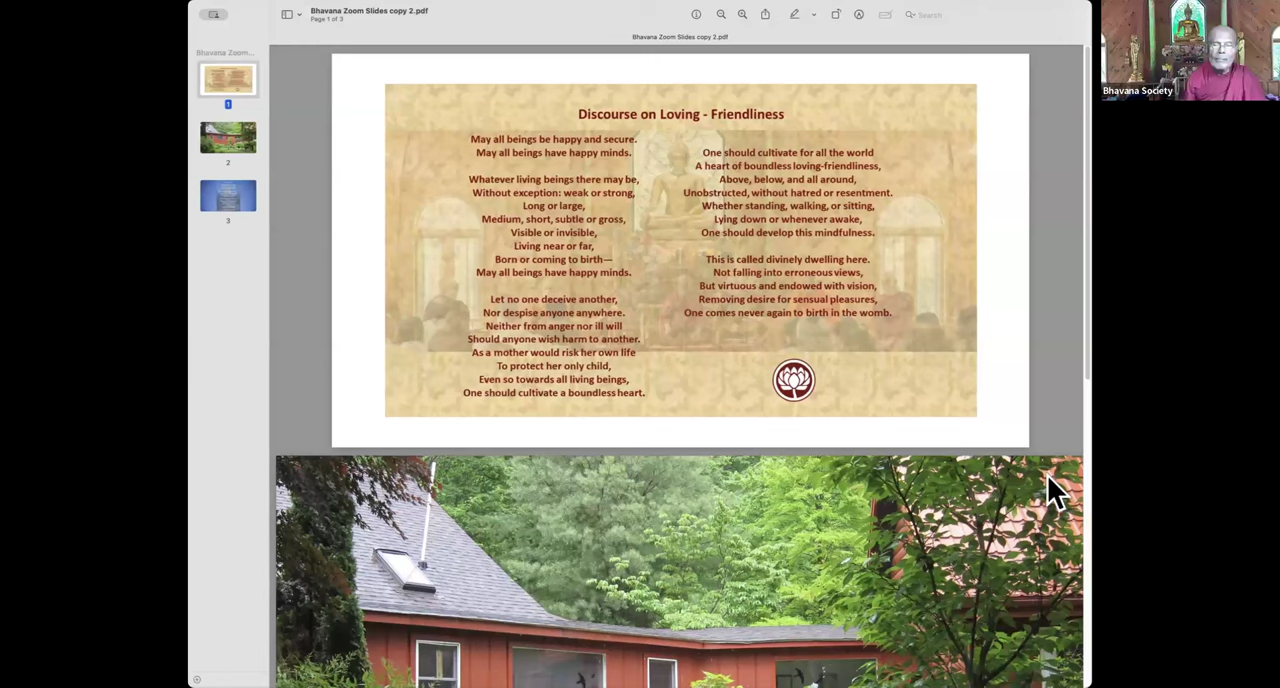 Bhavana Zoom Slides copy 2.pdf
Page 1 of 3
Search
Bhavana Zoom Slides copy 2.pdf
Bhavana Zoom...
1
2
3
Discourse on Loving - Friendliness
May all beings be happy and secure.
May all beings have happy minds.
Whatever living beings there may be,
Without exception: weak or strong,
Long or large,
Medium, short, subtle or gross,
Visible or invisible,
Living near or far,
Born or coming to birth—
May all beings have happy minds.
Let no one deceive another,
Nor despise anyone anywhere.
Neither from anger nor ill will
Should anyone wish harm to another.
As a mother would risk her own life
To protect her only child,
Even so towards all living beings,
One should cultivate a boundless heart.
One should cultivate for all the world
A heart of boundless loving-friendliness,
Above, below, and all around,
Unobstructed, without hatred or resentment.
Whether standing, walking, or sitting,
Lying down or whenever awake,
One should develop this mindfulness.
This is called divinely dwelling here.
Not falling into erroneous views,
But virtuous and endowed with vision,
Removing desire for sensual pleasures,
One comes never again to birth in the womb.
Bhavana Society